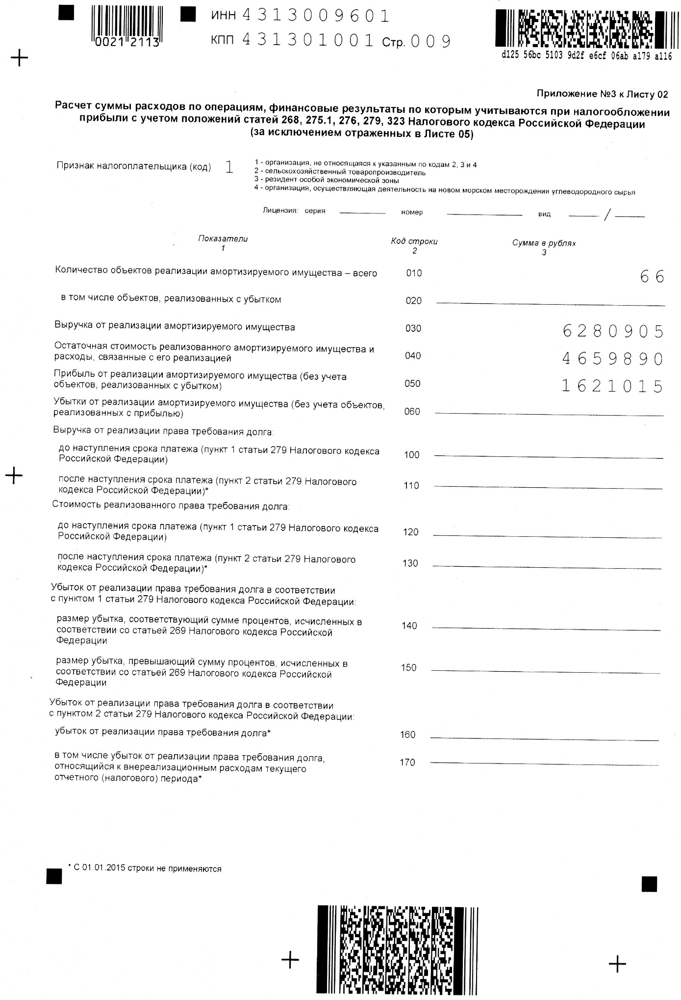 ИНН 4313009601
0021 2113
КПП 431301001 Стр. 009
d125 56bc 5103 9d2f e6cf 06ab a179 a116
Приложение №3 к Листу 02
Расчет суммы расходов по операциям, финансовые результаты по которым учитываются при налогообложении
прибыли с учетом положений статей 268, 275.1, 276, 279, 323 Налогового кодекса Российской Федерации
(за исключением отраженных в Листе 05)
Признак налогоплательщика (код) 1
1 - организация, не относящаяся к указанным по кодам 2, 3 и 4
2 - сельскохозяйственный товаропроизводитель
3 - резидент особой экономической зоны
4 - организация, осуществляющая деятельность на новом морском месторождении углеводородного сырья
Лицензия: серия номер вид /
Показатели Код строки Сумма в рублях
1 2 3
Количество объектов реализации амортизируемого имущества – всего 010 66
в том числе объектов, реализованных с убытком 020
Выручка от реализации амортизируемого имущества 030 6280905
Остаточная стоимость реализованного амортизируемого имущества и
расходы, связанные с его реализацией 040 4659890
Прибыль от реализации амортизируемого имущества (без учета
объектов, реализованных с убытком) 050 1621015
Убытки от реализации амортизируемого имущества (без учета объектов,
реализованных с прибылью) 060
Выручка от реализации права требования долга:
до наступления срока платежа (пункт 1 статьи 279 Налогового кодекса
Российской Федерации) 100
после наступления срока платежа (пункт 2 статьи 279 Налогового
кодекса Российской Федерации)* 110
Стоимость реализованного права требования долга:
до наступления срока платежа (пункт 1 статьи 279 Налогового кодекса
Российской Федерации) 120
после наступления срока платежа (пункт 2 статьи 279 Налогового
кодекса Российской Федерации)* 130
Убыток от реализации права требования долга в соответствии
с пунктом 1 статьи 279 Налогового кодекса Российской Федерации:
размер убытка, соответствующий сумме процентов, исчисленных в
соответствии со статьей 269 Налогового кодекса Российской 140
Федерации
размер убытка, превышающий сумму процентов, исчисленных в
соответствии со статьей 269 Налогового кодекса Российской 150
Федерации
Убыток от реализации права требования долга в соответствии
с пунктом 2 статьи 279 Налогового кодекса Российской Федерации:
убыток от реализации права требования долга* 160
в том числе убыток от реализации права требования долга,
относящийся к внереализационным расходам текущего 170
отчетного (налогового) периода*
* С 01.01.2015 строки не применяются